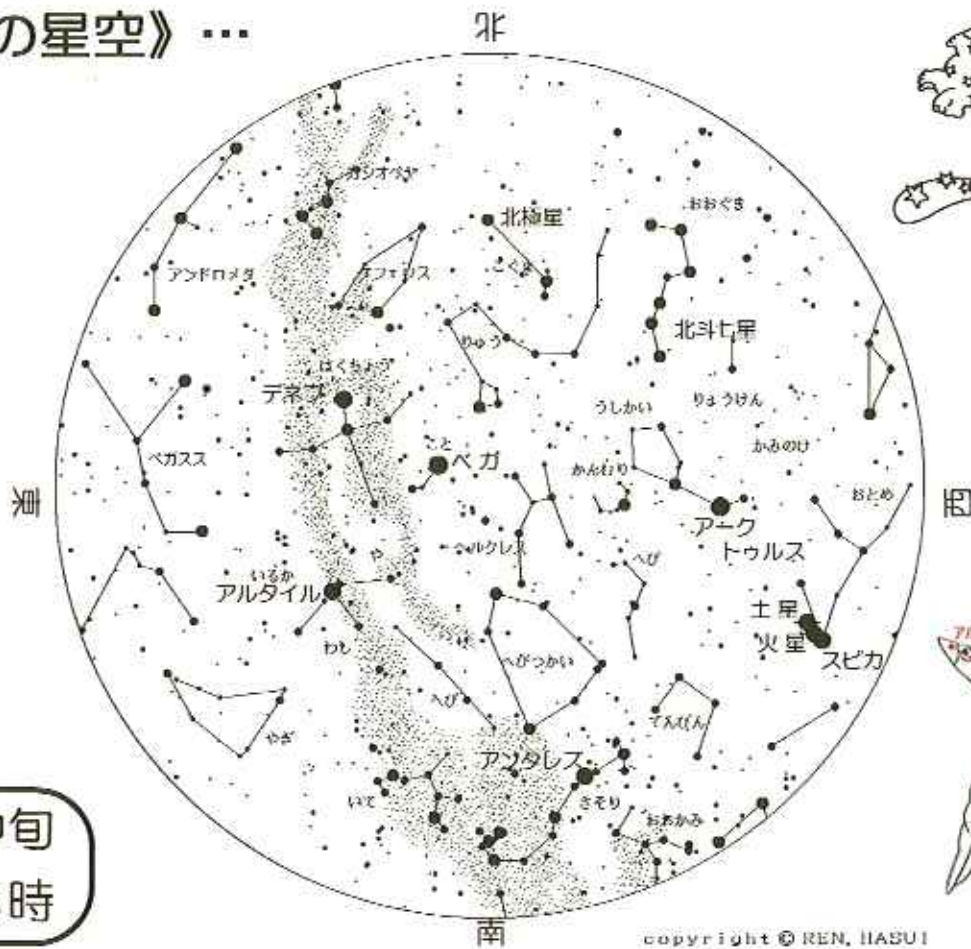 の星空》…
北
カシオペヤ
北極星
おおぐま
アンドロメダ
ケフェウス
こぐま
りゅう
北斗七星
はくちょう
デネブ
うしかい
りょうけん
ペガスス
こと
ベガ
かんむり
かみのけ
おとめ
東
西
アーク
トゥルス
ヘルクレス
や
へび
いるか
アルタイル
土星
火星
スピカ
わし
へびつかい
へび
てんびん
やぎ
アンタレス
いて
さそり
おおかみ
旬
時
南
copyright © REN. HASUI